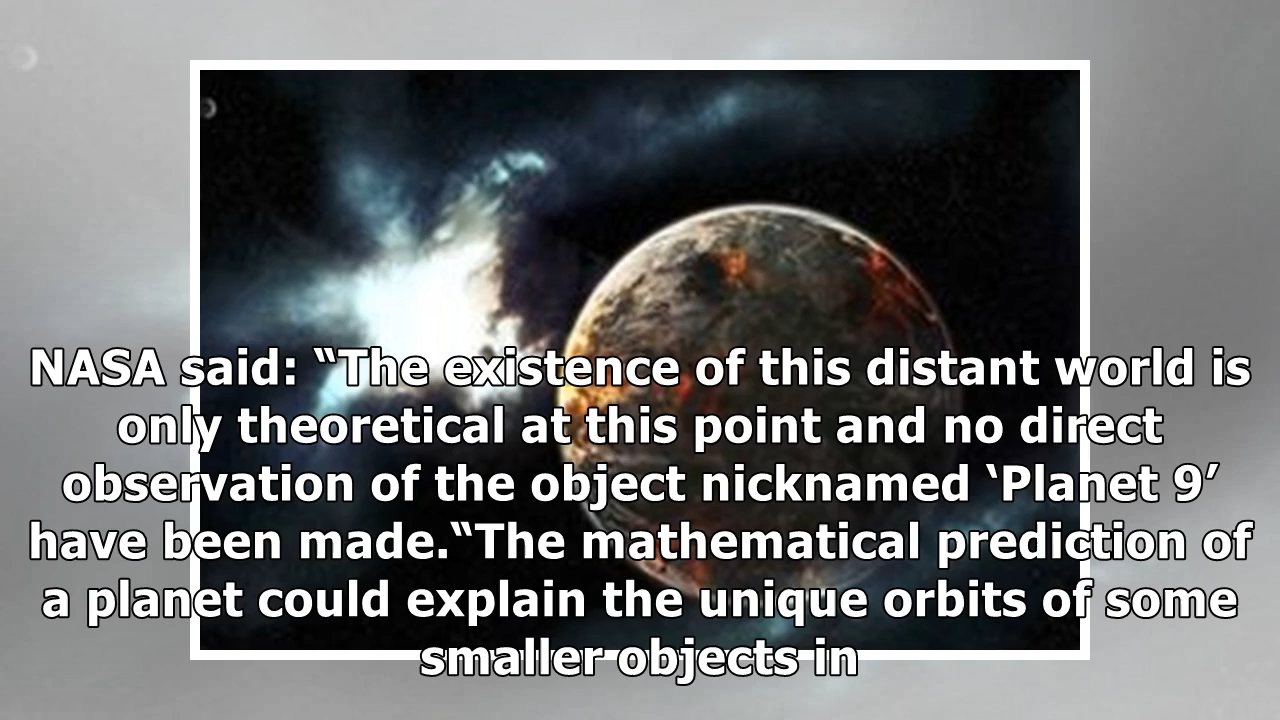 NASA said: “The existence of this distant world is
only theoretical at this point and no direct
observation of the object nicknamed ‘Planet 9’
have been made.“The mathematical prediction of
a planet could explain the unique orbits of some
smaller objects in